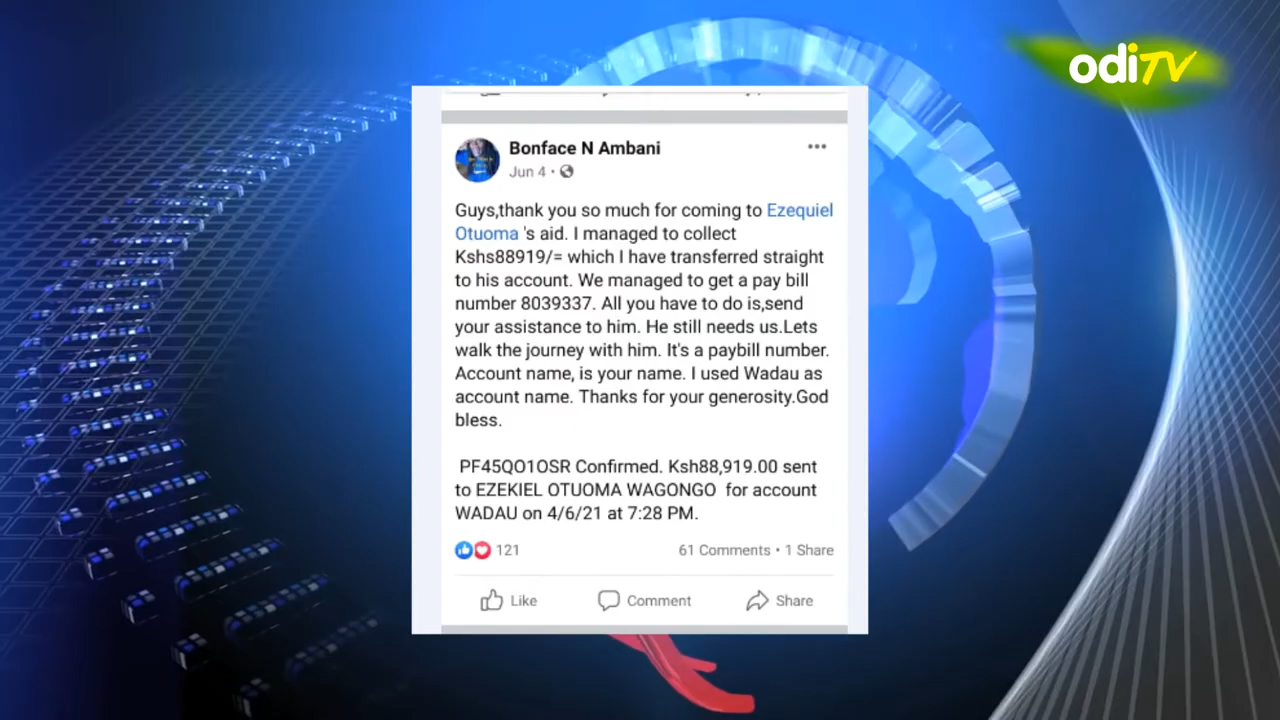 odiTV
Bonface N Ambani
Jun 4 •
Guys,thank you so much for coming to Ezequiel
Otuoma 's aid. I managed to collect
Kshs88919/= which I have transferred straight
to his account. We managed to get a pay bill
number 8039337. All you have to do is,send
your assistance to him. He still needs us.Lets
walk the journey with him. It's a paybill number.
Account name, is your name. I used Wadau as
account name. Thanks for your generosity.God
bless.
PF45QO1OSR Confirmed. Ksh88,919.00 sent
to EZEKIEL OTUOMA WAGONGO for account
WADAU on 4/6/21 at 7:28 PM.
121 61 Comments • 1 Share
Like Comment Share